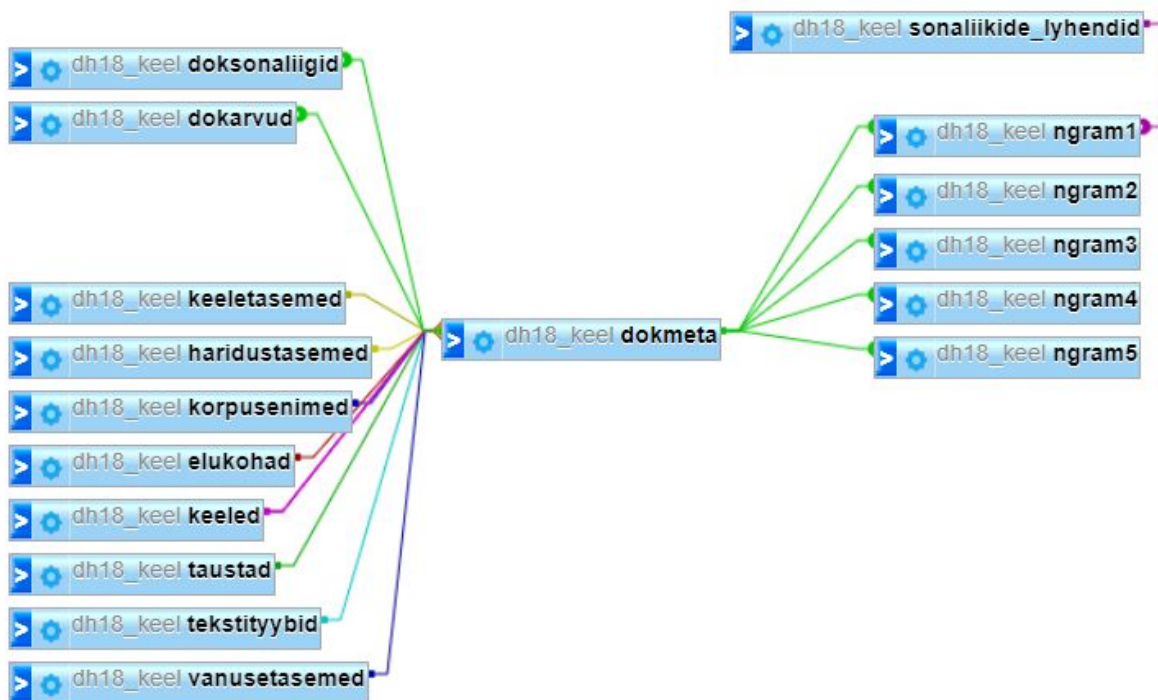 dh18_keel sonaliikide_lyhendid
dh18_keel doksonaliigid
dh18_keel dokarvud
dh18_keel ngram1
dh18_keel ngram2
dh18_keel ngram3
dh18_keel keeletasemed
dh18_keel ngram4
dh18_keel dokmeta
dh18_keel haridustasemed
dh18_keel ngram5
dh18_keel korpusenimed
dh18_keel elukohad
dh18_keel keeled
dh18_keel taustad
dh18_keel tekstityybid
dh18_keel vanusetasemed